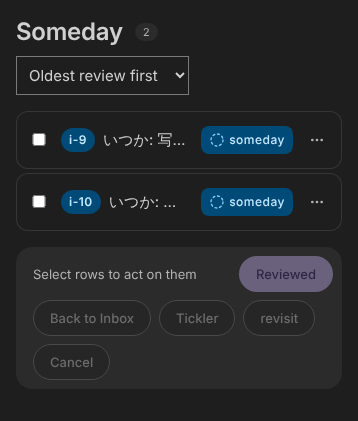 Someday 2
Oldest review first
i-9 いつか: 写... someday ...
i-10 いつか: ... someday ...
Select rows to act on them Reviewed
Back to Inbox Tickler revisit
Cancel